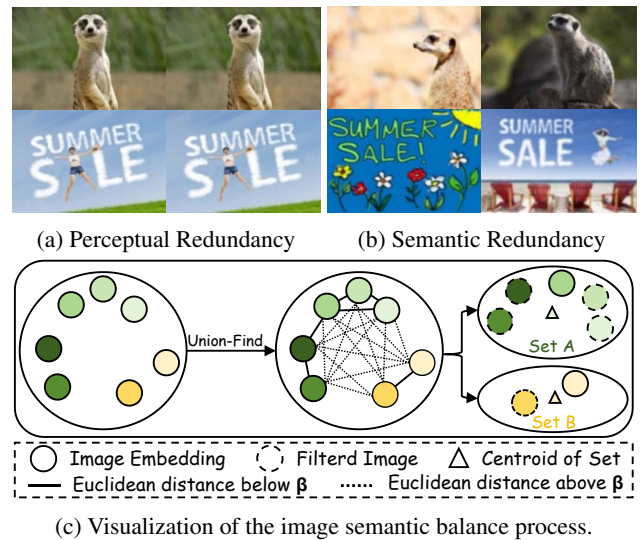 SUMMER
SALE
SUMMER
SALE
SUMMER
SALE!
SUMMER
SALE
(a) Perceptual Redundancy
(b) Semantic Redundancy
Union-Find
Set A
Set B
Image Embedding
Filterd Image
Centroid of Set
Euclidean distance below β
Euclidean distance above β
(c) Visualization of the image semantic balance process.